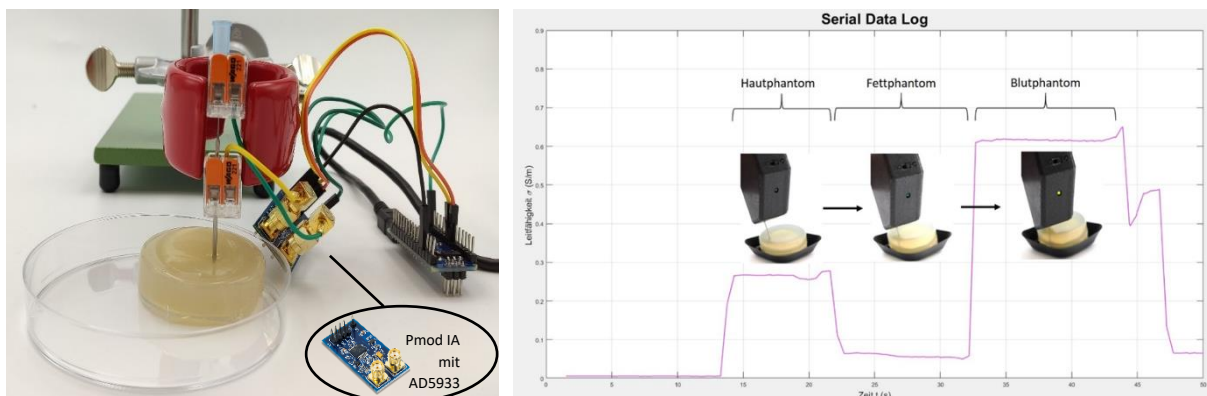 Pmod IA
mit
AD5933
Serial Data Log
Hautphantom
Fettphantom
Blutphantom
Leitfähigkeit σ (S/m)
0.9
0.8
0.7
0.6
0.5
0.4
0.3
0.2
0.1
0
0 5 10 15 20 25 30 35 40 45 50
Zeit t (s)